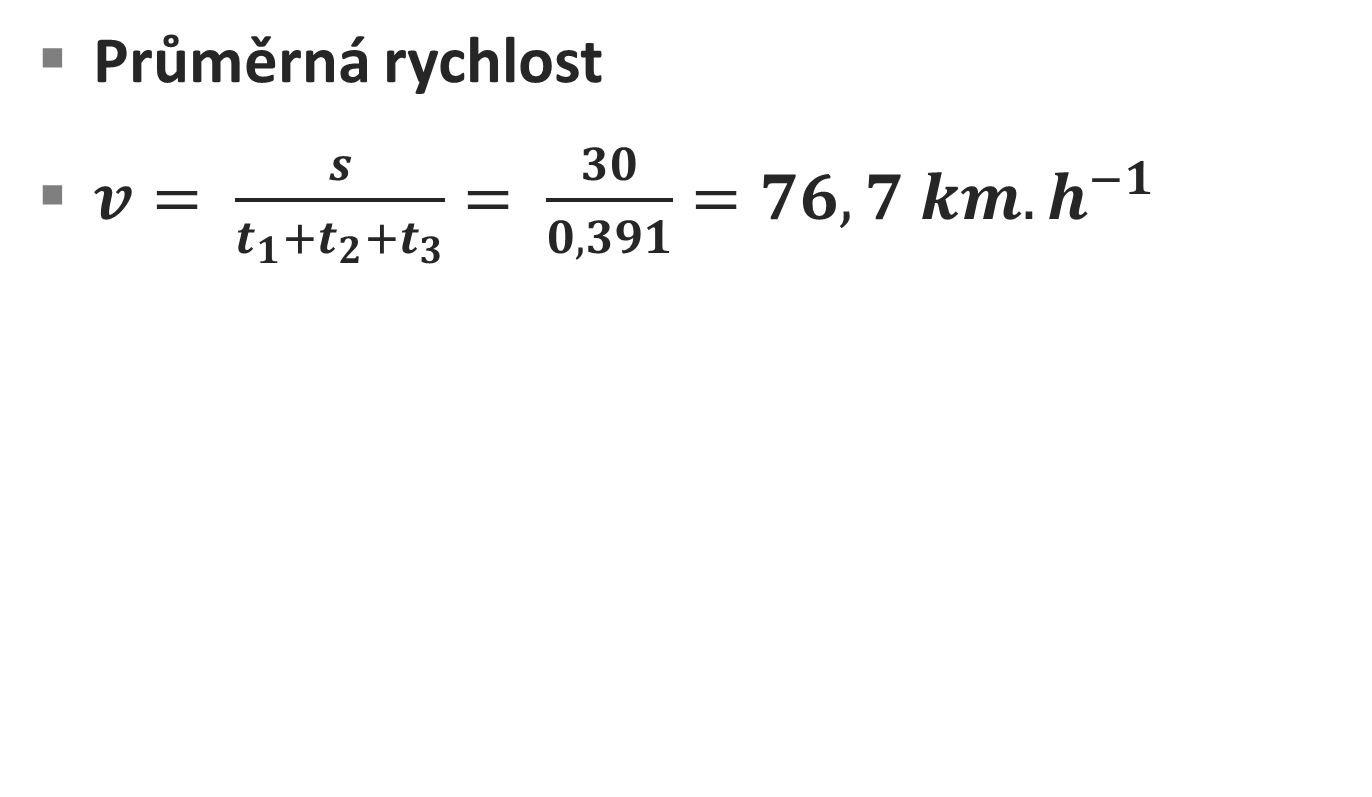 ▪ Průměrná rychlost
▪ v = s / (t₁+t₂+t₃) = 30 / 0,391 = 76,7 km.h⁻¹